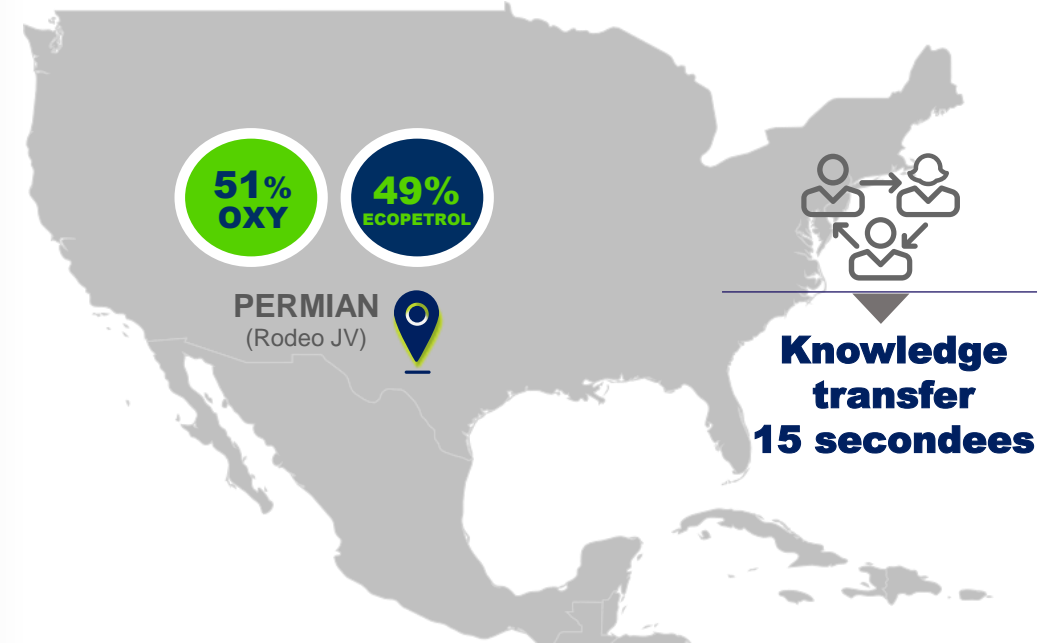 51%
OXY
49%
ECOPETROL
PERMIAN
(Rodeo JV)
Knowledge
transfer
15 secondees